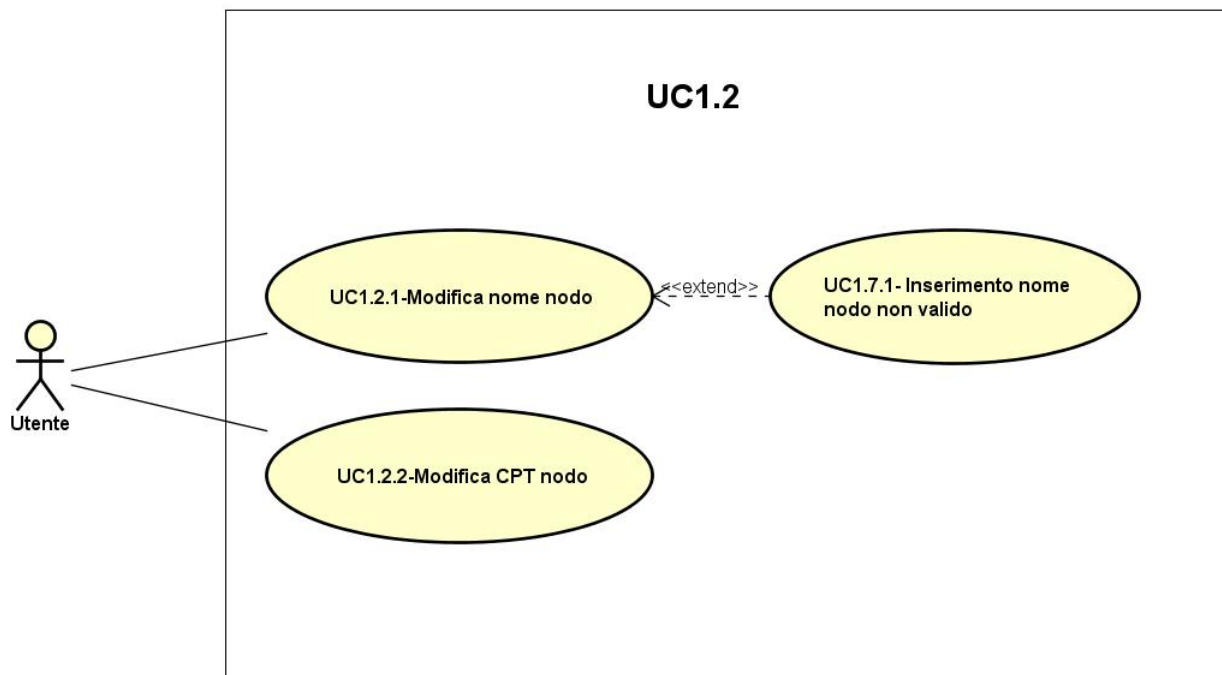 UC1.2
UC1.2.1-Modifica nome nodo
<<extend>>
UC1.7.1- Inserimento nome
nodo non valido
Utente
UC1.2.2-Modifica CPT nodo